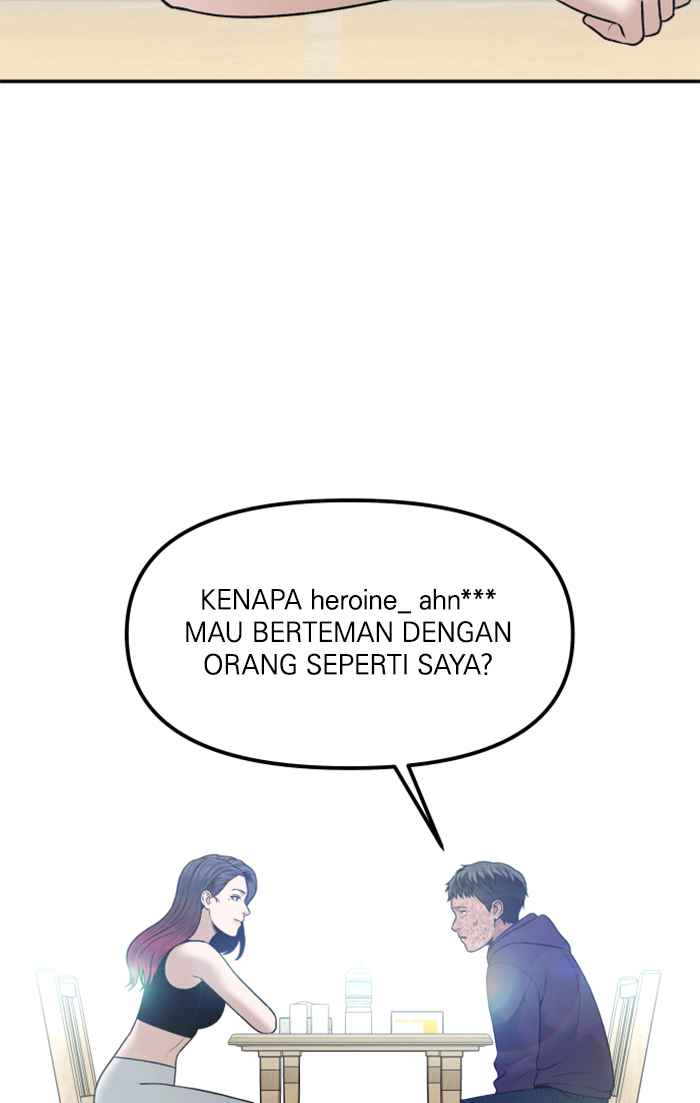 KENAPA heroine_ ahn***
MAU BERTEMAN DENGAN
ORANG SEPERTI SAYA?